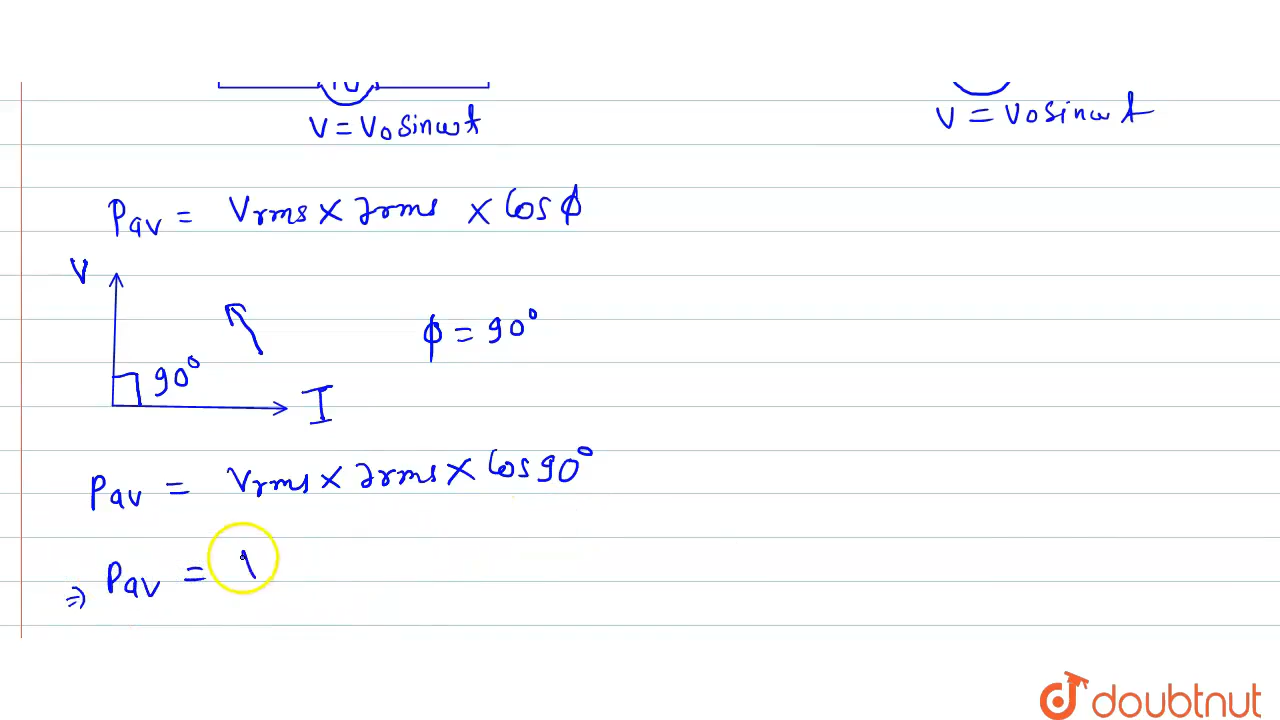 V = V0 sinωt
V = V0 sinωt
Pav = Vrms × Irms × Cos ϕ
V
90°
ϕ = 90°
I
Pav = Vrms × Irms × Cos 90°
⇒ Pav =
doubtnut